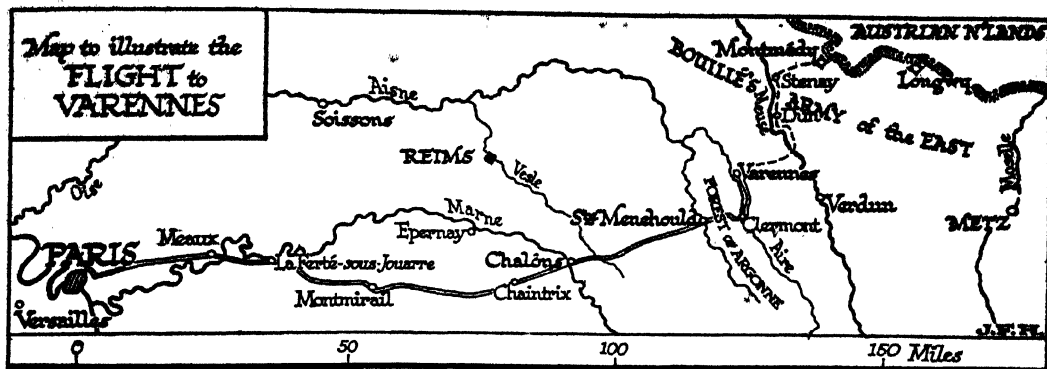 Map to illustrate the
FLIGHT to
VARENNES
AUSTRIAN N'LANDS
Montmédy
BOUILLÉ'S
ARMY of the EAST
Stenay
Longwy
Meuse
Dun
Aisne
Soissons
REIMS
Vesle
Varennes
Moselle
Oise
Marne
Epernay
Ste Menehould
FOREST of ARGONNE
Clermont
Verdun
METZ
PARIS
Meaux
La Ferté-sous-Jouarre
Châlons
Aire
Montmirail
Chaintrix
Versailles
J.F.H.
0 50 100 150 Miles